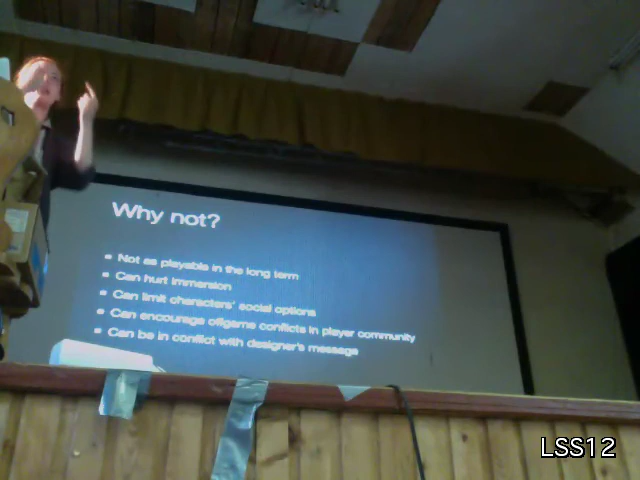 Why not?
Not as playable in the long term
Can hurt immersion
Can limit characters' social options
Can encourage offgame conflicts in player community
Can be in conflict with designer's message
LSS12